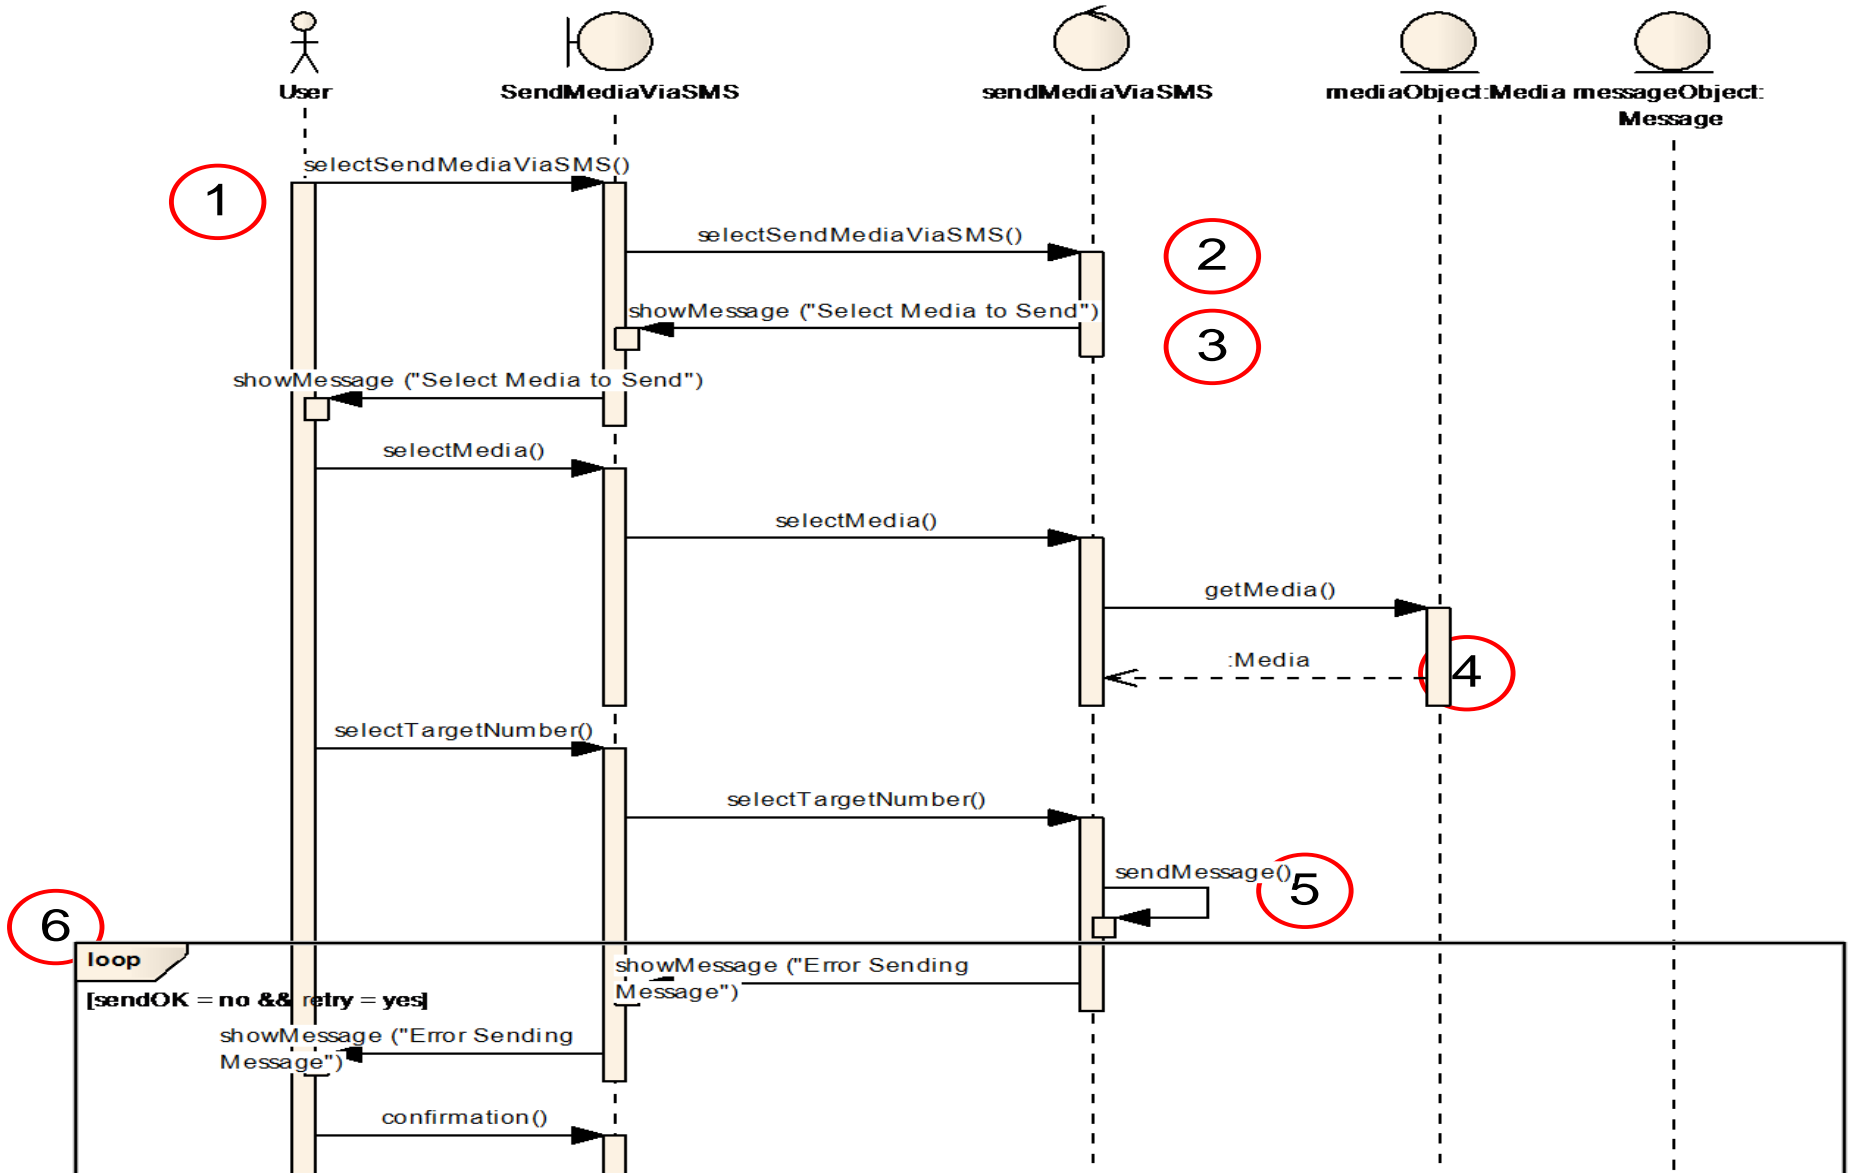 User
SendMediaViaSMS
sendMediaViaSMS
mediaObject:Media
messageObject:
Message
selectSendMediaViaSMS()
1
selectSendMediaViaSMS()
2
showMessage ("Select Media to Send")
3
showMessage ("Select Media to Send")
selectMedia()
selectMedia()
getMedia()
:Media
4
selectTargetNumber()
selectTargetNumber()
sendMessage()
5
6
loop
[sendOK = no && retry = yes]
showMessage ("Error Sending
Message")
showMessage ("Error Sending
Message")
confirmation()